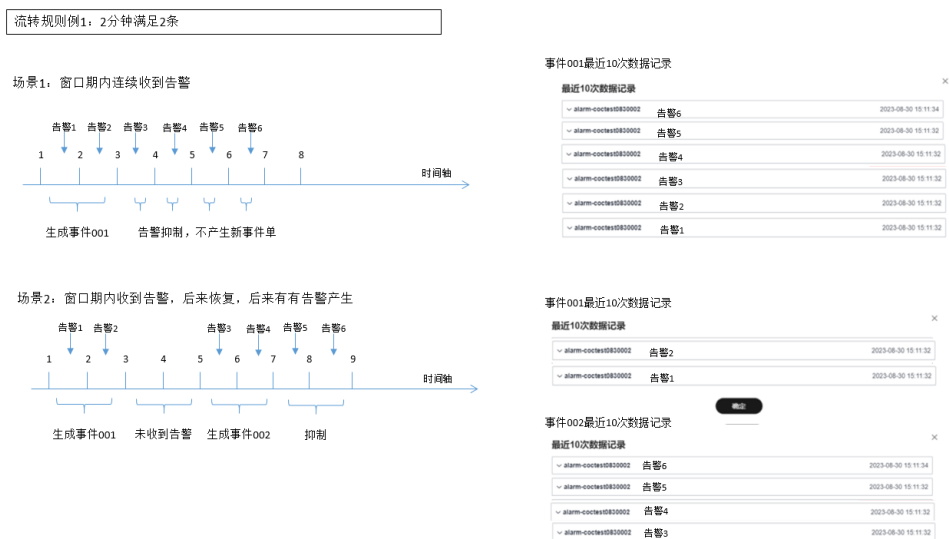 流转规则例1：2分钟满足2条
场景1：窗口期内连续收到告警
告警1 告警2 告警3 告警4 告警5 告警6
1 2 3 4 5 6 7 8
时间轴
生成事件001 告警抑制，不产生新事件单
事件001最近10次数据记录
最近10次数据记录
alarm-coctest0830002 告警6 2023-08-30 15:11:34
alarm-coctest0830002 告警5 2023-08-30 15:11:32
alarm-coctest0830002 告警4 2023-08-30 15:11:32
alarm-coctest0830002 告警3 2023-08-30 15:11:32
alarm-coctest0830002 告警2 2023-08-30 15:11:32
alarm-coctest0830002 告警1 2023-08-30 15:11:32
场景2：窗口期内收到告警，后来恢复，后来有有告警产生
告警1 告警2 告警3 告警4 告警5 告警6
1 2 3 4 5 6 7 8 9
时间轴
生成事件001 未收到告警 生成事件002 抑制
事件001最近10次数据记录
最近10次数据记录
alarm-coctest0830002 告警2 2023-08-30 15:11:32
alarm-coctest0830002 告警1 2023-08-30 15:11:32
确定
事件002最近10次数据记录
最近10次数据记录
alarm-coctest0830002 告警6 2023-08-30 15:11:34
alarm-coctest0830002 告警5 2023-08-30 15:11:32
alarm-coctest0830002 告警4 2023-08-30 15:11:32
alarm-coctest0830002 告警3 2023-08-30 15:11:32